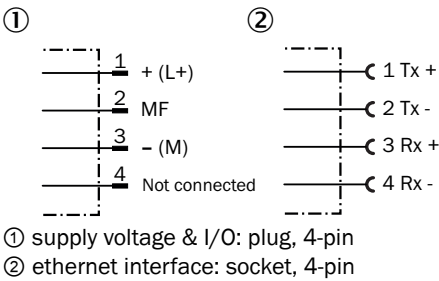 ① ②
1 + (L+) 1 Tx +
2 MF 2 Tx -
3 – (M) 3 Rx +
4 Not connected 4 Rx -
① supply voltage & I/O: plug, 4-pin
② ethernet interface: socket, 4-pin